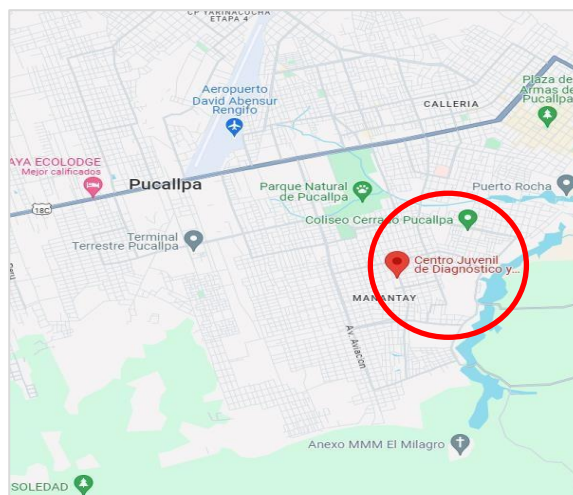 CP YARINACOCHA
ETAPA 4
Aeropuerto
David Abensur
Rengifo
Plaza de
Armas de
Pucallpa
CALLERIA
AYA ECOLODGE
Mejor calificados
Pucallpa
Parque Natural
de Pucallpa
Puerto Rocha
18C
Coliseo Cerrado Pucallpa
Terminal
Terrestre Pucallpa
Centro Juvenil
de Diagnóstico y...
MANANTAY
Perú
Av. Aviacion
Anexo MMM El Milagro
SOLEDAD